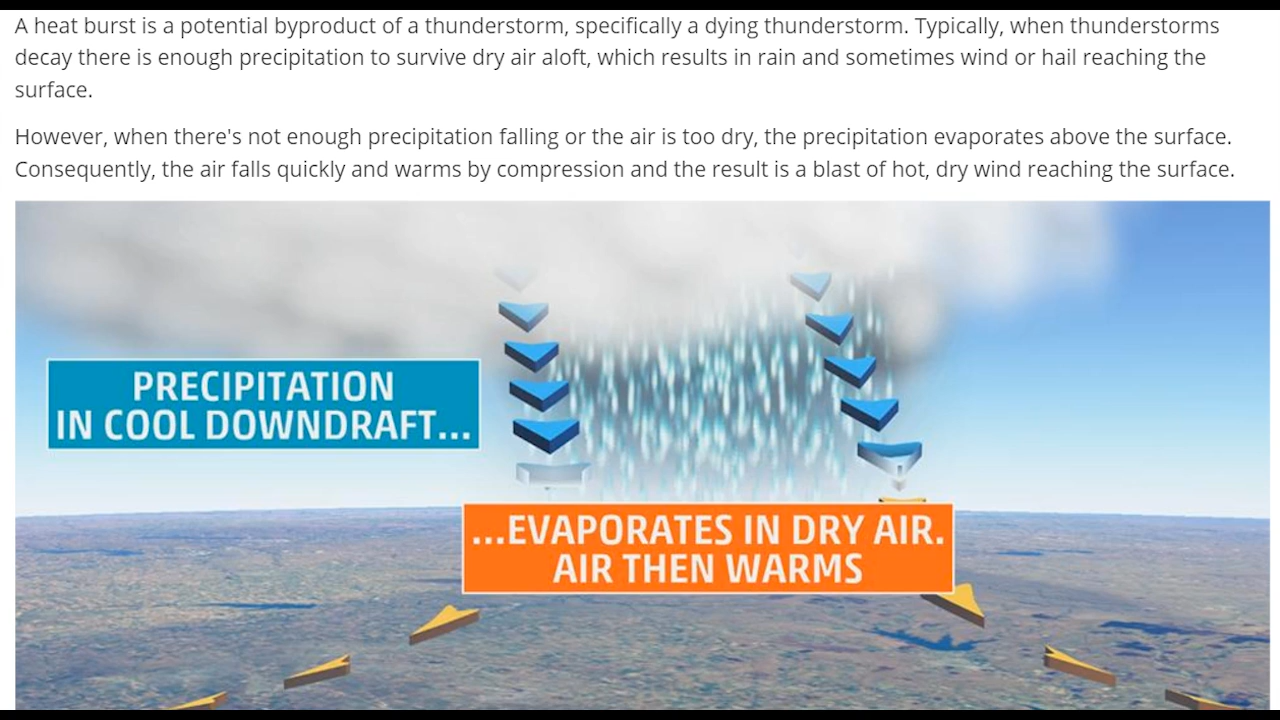 A heat burst is a potential byproduct of a thunderstorm, specifically a dying thunderstorm. Typically, when thunderstorms
decay there is enough precipitation to survive dry air aloft, which results in rain and sometimes wind or hail reaching the
surface.
However, when there's not enough precipitation falling or the air is too dry, the precipitation evaporates above the surface.
Consequently, the air falls quickly and warms by compression and the result is a blast of hot, dry wind reaching the surface.
PRECIPITATION
IN COOL DOWNDRAFT...
...EVAPORATES IN DRY AIR.
AIR THEN WARMS